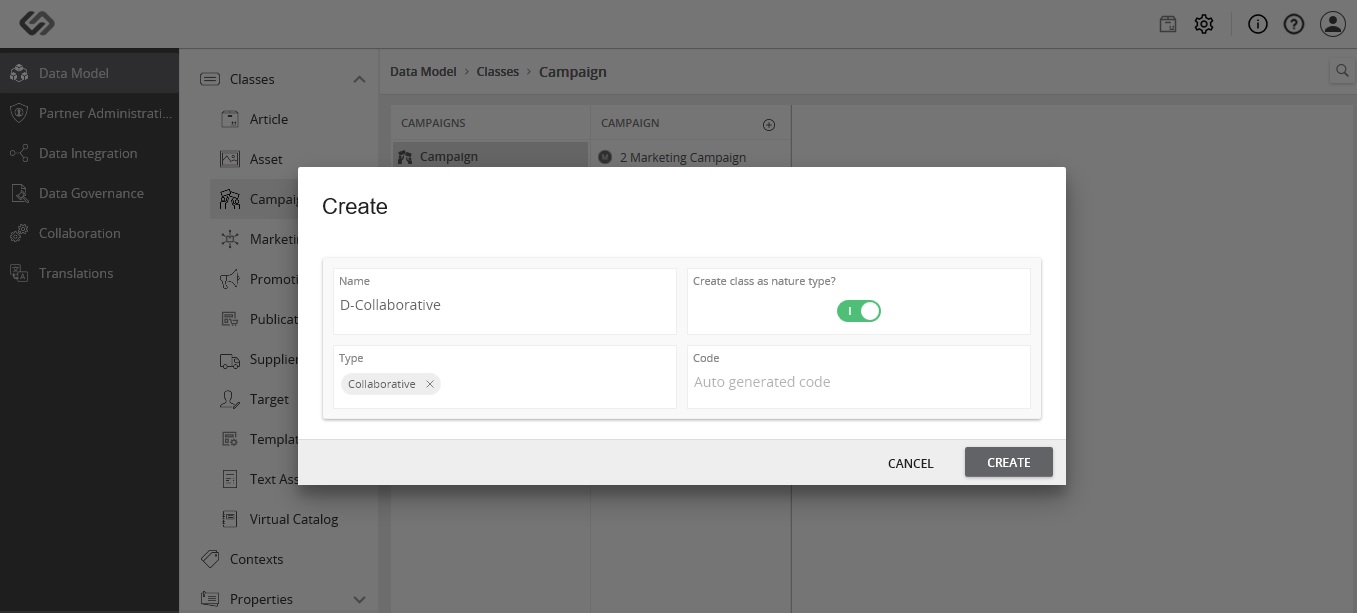 Data Model
Partner Administrati...
Data Integration
Data Governance
Collaboration
Translations
Classes
Article
Asset
Campai
Marketi
Promoti
Publicat
Supplier
Target
Templat
Text Ass
Virtual Catalog
Contexts
Properties
Data Model › Classes › Campaign
CAMPAIGNS
Campaign
CAMPAIGN
M 2 Marketing Campaign
Create
Name
D-Collaborative
Create class as nature type?
Type
Collaborative
Code
Auto generated code
CANCEL
CREATE